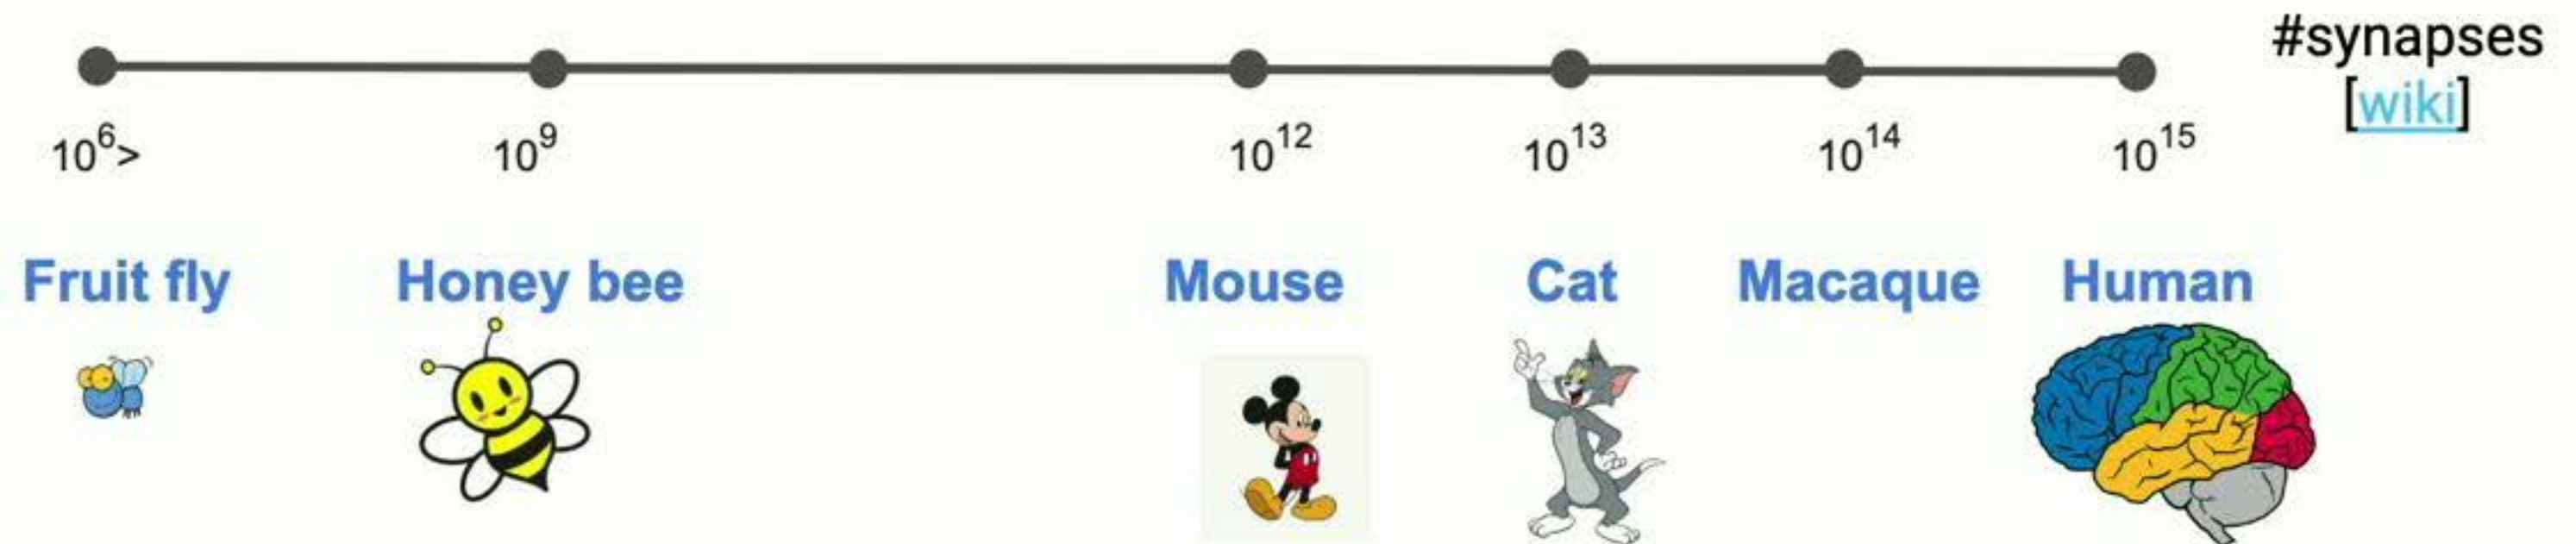 #synapses
[wiki]
10⁶> 10⁹ 10¹² 10¹³ 10¹⁴ 10¹⁵
Fruit fly Honey bee Mouse Cat Macaque Human